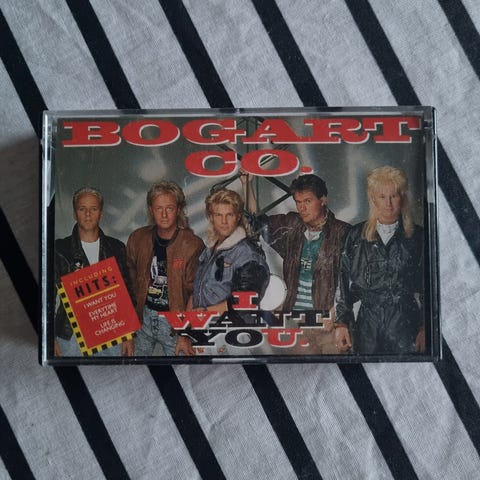 BOGART
CO.
INCLUDING
HITS:
I WANT YOU
EVERYTIME
MY HEART
LIFE IS
CHANGING
I
WANT
YOU.